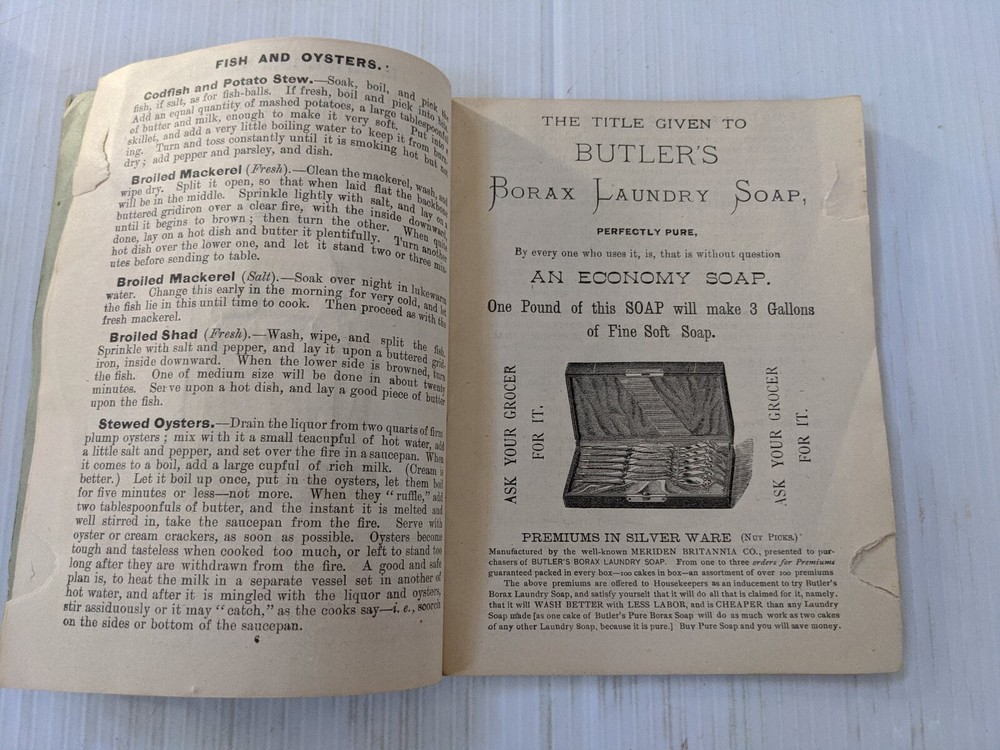 FISH AND OYSTERS.
Codfish and Potato Stew.—Soak, boil, and pick, the
fish, if salt, as for fish-balls. If fresh, boil and pick into
Add an equal quantity of mashed potatoes, a large tablespoonful
of butter and milk, enough to make it very soft. Put into a
skillet, and add a very little boiling water to keep it from burn-
ing. Turn and toss constantly until it is smoking hot but not
dry; add pepper and parsley, and dish.
Broiled Mackerel (Fresh).—Clean the mackerel, wash, and
wipe dry. Split it open, so that when laid flat the backbone
will be in the middle. Sprinkle lightly with salt, and lay on a
buttered gridiron over a clear fire, with the inside downward
until it begins to brown; then turn the other. When quite
done, lay on a hot dish and butter it plentifully. Turn another
hot dish over the lower one, and let it stand two or three min-
utes before sending to table.
Broiled Mackerel (Salt).—Soak over night in lukewarm
water. Change this early in the morning for very cold, and let
the fish lie in this until time to cook. Then proceed as with the
fresh mackerel.
Broiled Shad (Fresh).—Wash, wipe, and split the fish.
Sprinkle with salt and pepper, and lay it upon a buttered grid-
iron, inside downward. When the lower side is browned, turn
the fish. One of medium size will be done in about twenty
minutes. Serve upon a hot dish, and lay a good piece of butter
upon the fish.
Stewed Oysters.—Drain the liquor from two quarts of firm
plump oysters; mix with it a small teacupful of hot water, add
a little salt and pepper, and set over the fire in a saucepan. When
it comes to a boil, add a large cupful of rich milk. (Cream is
better.) Let it boil up once, put in the oysters, let them boil
for five minutes or less—not more. When they "ruffle," add
two tablespoonfuls of butter, and the instant it is melted and
well stirred in, take the saucepan from the fire. Serve with
oyster or cream crackers, as soon as possible. Oysters become
tough and tasteless when cooked too much, or left to stand too
long after they are withdrawn from the fire. A good and safe
plan is, to heat the milk in a separate vessel set in another of
hot water, and after it is mingled with the liquor and oysters,
stir assiduously or it may "catch," as the cooks say—i. e., scorch
on the sides or bottom of the saucepan.
6
THE TITLE GIVEN TO
BUTLER'S
BORAX LAUNDRY SOAP,
PERFECTLY PURE,
By every one who uses it, is, that is without question
AN ECONOMY SOAP.
One Pound of this SOAP will make 3 Gallons
of Fine Soft Soap.
ASK YOUR GROCER
FOR IT.
ASK YOUR GROCER
FOR IT.
PREMIUMS IN SILVER WARE (NUT PICKS.)
Manufactured by the well-known MERIDEN BRITANNIA CO., presented to pur-
chasers of BUTLER'S BORAX LAUNDRY SOAP. From one to three orders for Premiums
guaranteed packed in every box—100 cakes in box—an assortment of over 100 premiums
The above premiums are offered to Housekeepers as an inducement to try Butler's
Borax Laundry Soap, and satisfy yourself that it will do all that is claimed for it, namely,
that it will WASH BETTER with LESS LABOR, and is CHEAPER than any Laundry
Soap made [as one cake of Butler's Pure Borax Soap will do as much work as two cakes
of any other Laundry Soap, because it is pure.] Buy Pure Soap and you will save money.